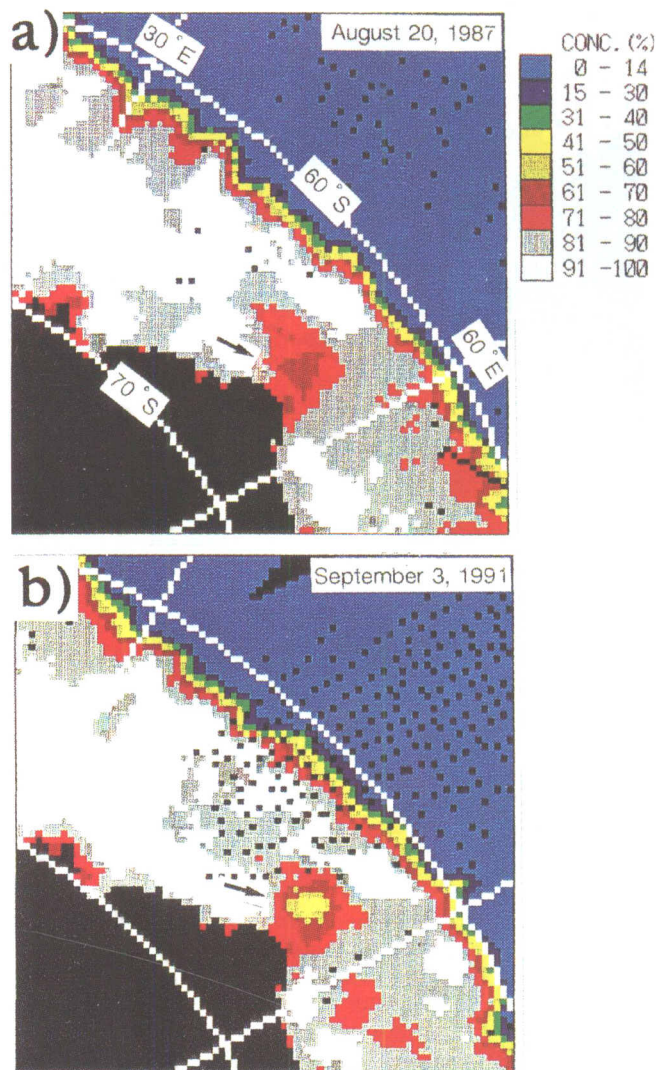 a)
30 °E
August 20, 1987
CONC. (%)
0 - 14
15 - 30
31 - 40
41 - 50
51 - 60
61 - 70
71 - 80
81 - 90
91 -100
60 °S
60 °E
70 °S
b)
September 3, 1991